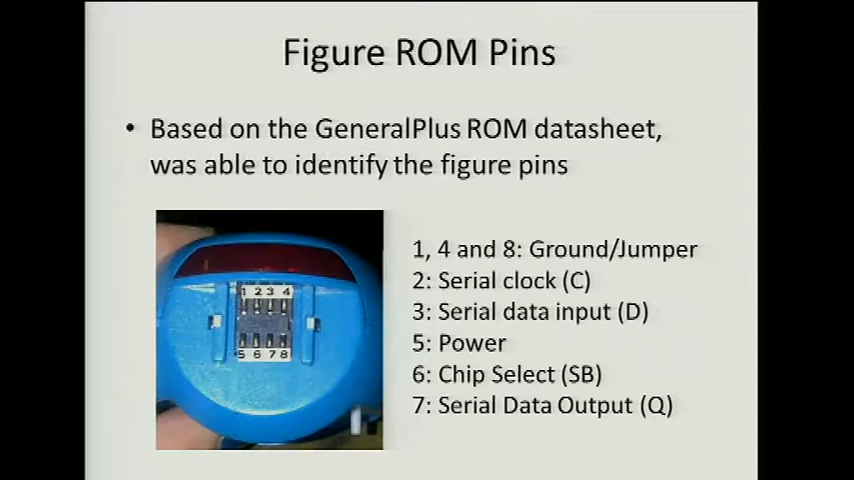 Figure ROM Pins
• Based on the GeneralPlus ROM datasheet,
was able to identify the figure pins
1 2 3 4
5 6 7 8
1, 4 and 8: Ground/Jumper
2: Serial clock (C)
3: Serial data input (D)
5: Power
6: Chip Select (SB)
7: Serial Data Output (Q)